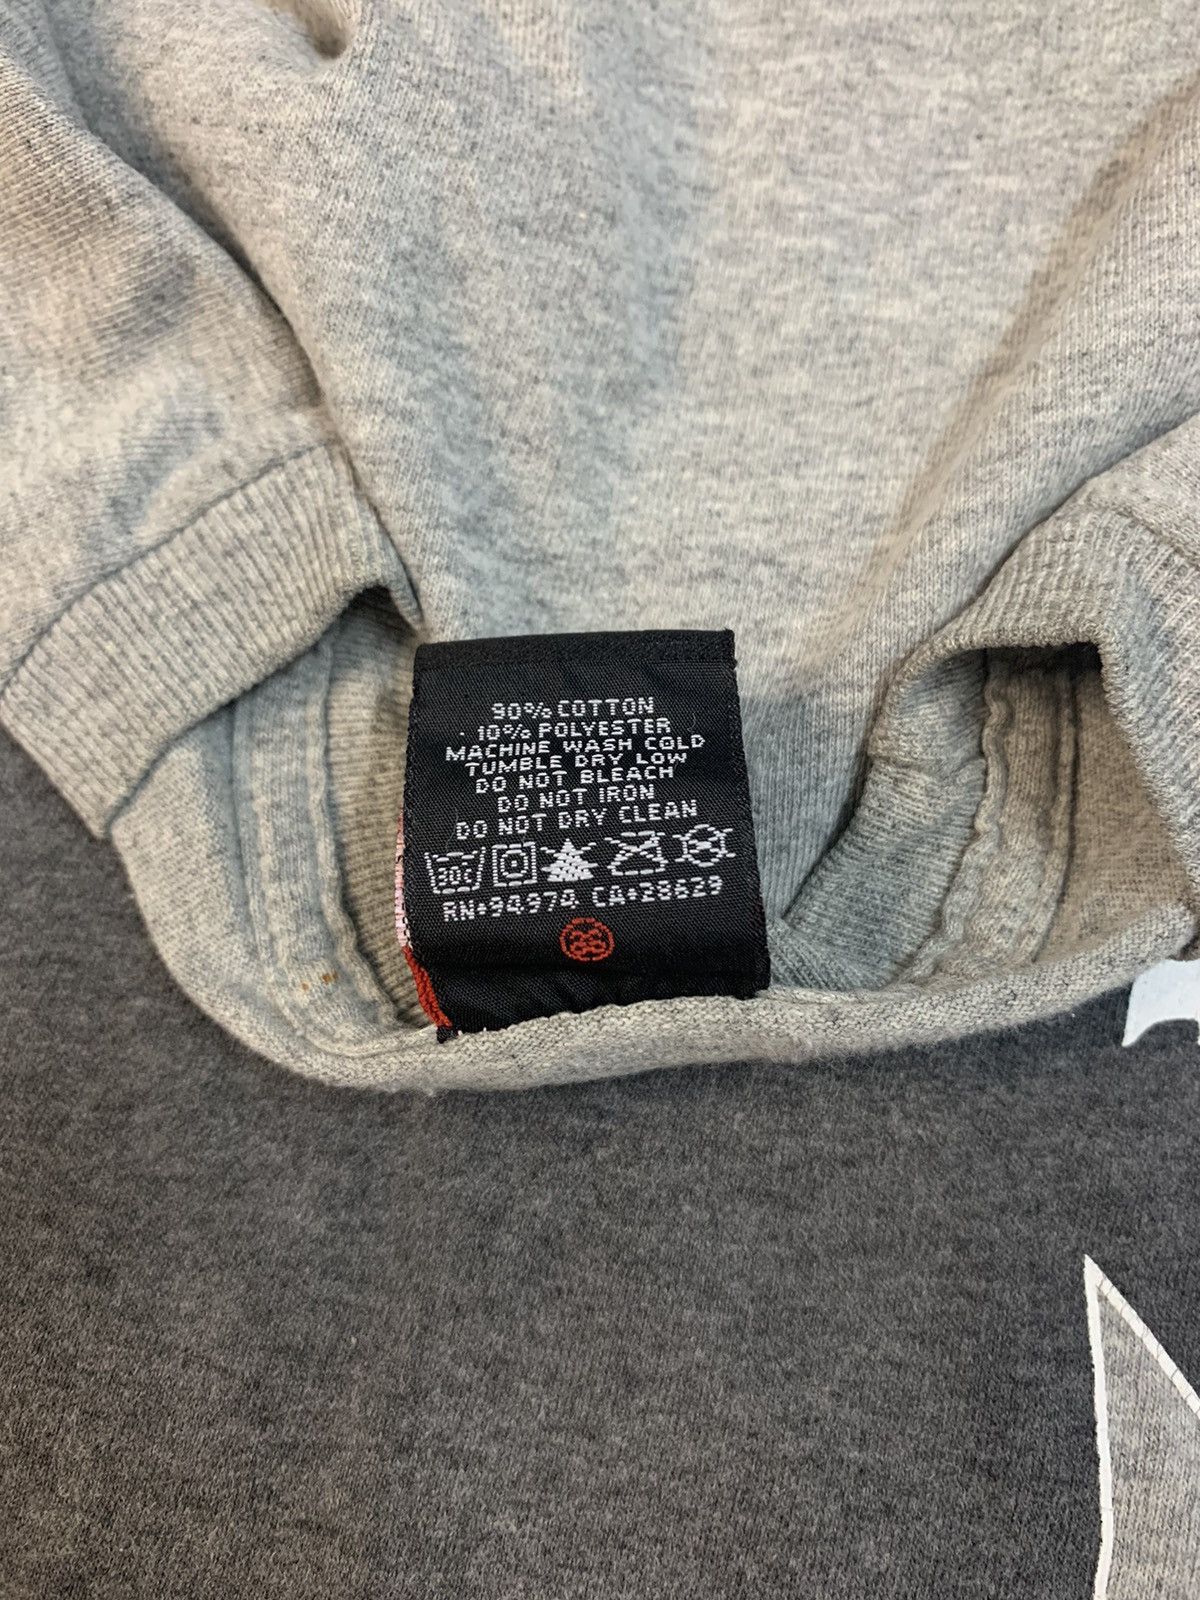 90% COTTON
10% POLYESTER
MACHINE WASH COLD
TUMBLE DRY LOW
DO NOT BLEACH
DO NOT IRON
DO NOT DRY CLEAN
30C
RN:94974 CA:28629